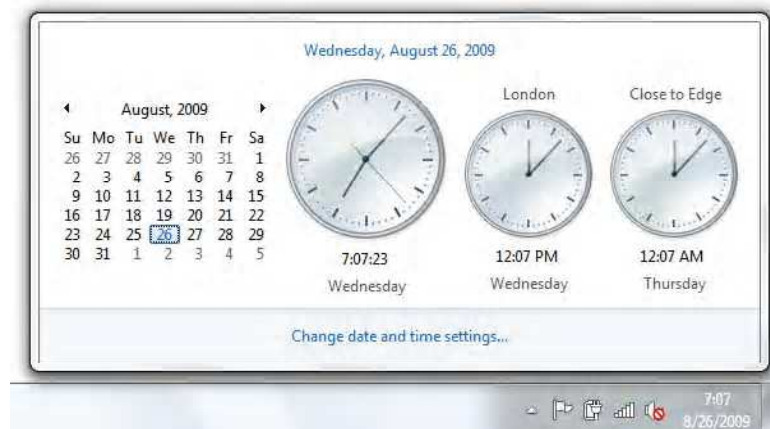 Wednesday, August 26, 2009
August, 2009
Su Mo Tu We Th Fr Sa
26 27 28 29 30 31 1
2 3 4 5 6 7 8
9 10 11 12 13 14 15
16 17 18 19 20 21 22
23 24 25 26 27 28 29
30 31 1 2 3 4 5
7:07:23
Wednesday
London
12:07 PM
Wednesday
Close to Edge
12:07 AM
Thursday
Change date and time settings...
7:07
8/26/2009